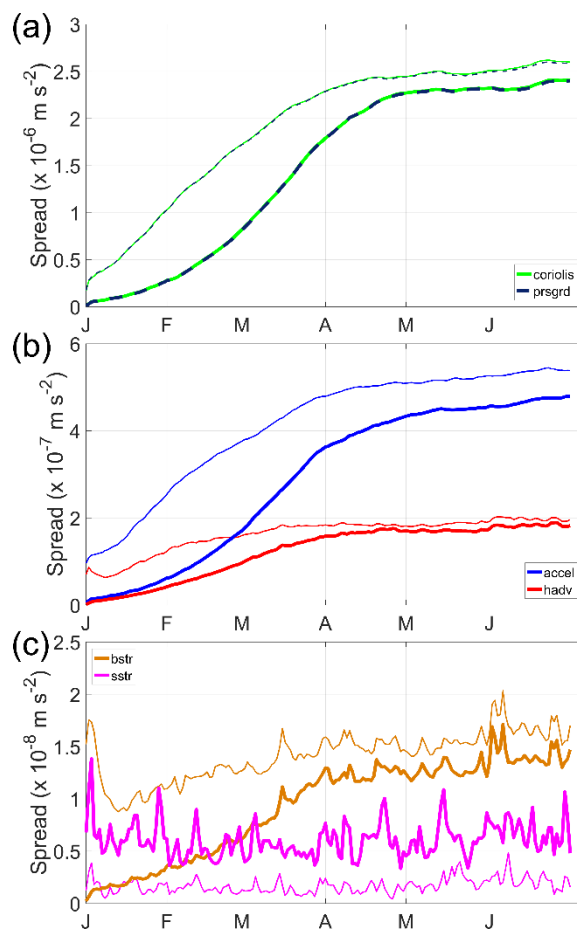 (a)
Spread (x 10⁻⁶ m s⁻²)
3
2.5
2
1.5
1
0.5
0
coriolis
prsgrd
J F M A M J
(b)
Spread (x 10⁻⁷ m s⁻²)
6
4
2
0
accel
hadv
J F M A M J
(c)
Spread (x 10⁻⁸ m s⁻²)
2.5
2
1.5
1
0.5
0
bstr
sstr
J F M A M J